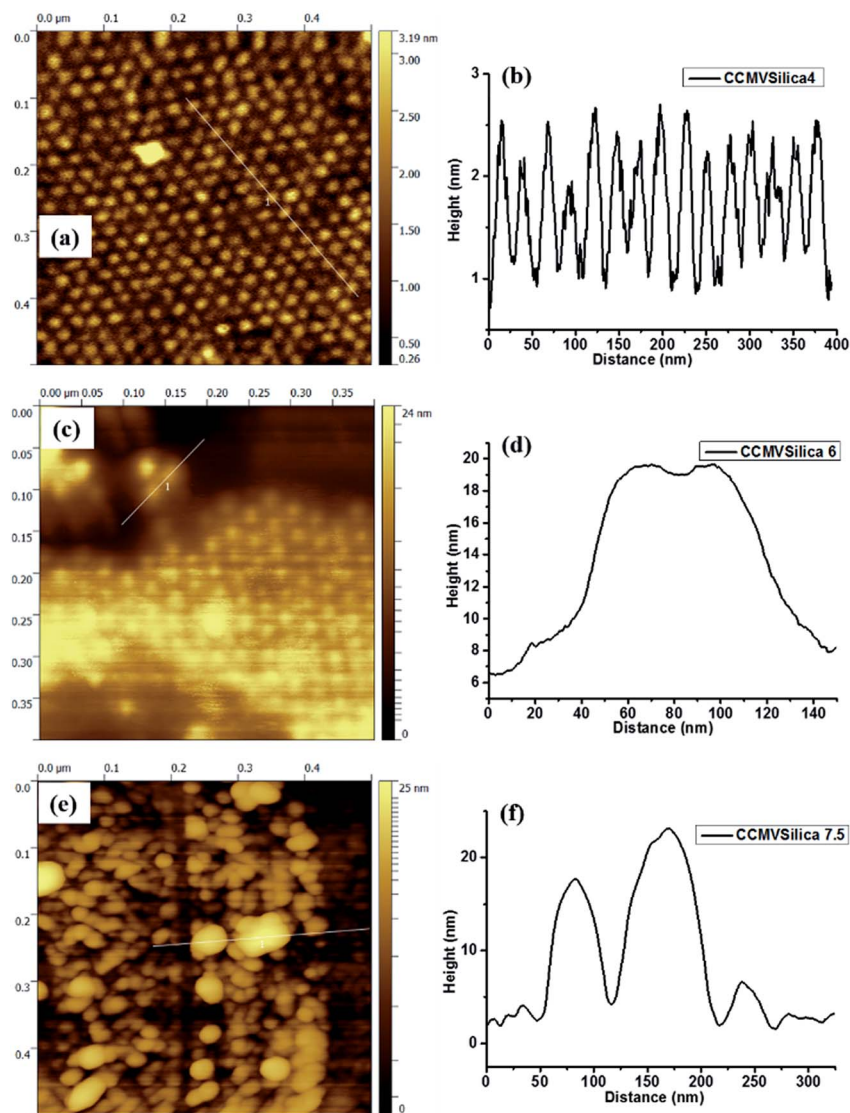 0.0 µm 0.1 0.2 0.3 0.4
0.0
0.1
0.2
0.3
0.4
(a)
1
3.19 nm
3.00
2.50
2.00
1.50
1.00
0.50
0.26
(b)
CCMVSilica4
Height (nm)
3
2
1
0 50 100 150 200 250 300 350 400
Distance (nm)
0.00 µm 0.05 0.10 0.15 0.20 0.25 0.30 0.35
0.00
0.05
0.10
0.15
0.20
0.25
0.30
0.35
(c)
1
24 nm
0
(d)
CCMVSilica 6
Height (nm)
20
18
16
14
12
10
8
6
0 20 40 60 80 100 120 140
Distance (nm)
0.0 µm 0.1 0.2 0.3 0.4
0.0
0.1
0.2
0.3
0.4
(e)
1
25 nm
0
(f)
CCMVSilica 7.5
Height (nm)
20
10
0
0 50 100 150 200 250 300
Distance (nm)